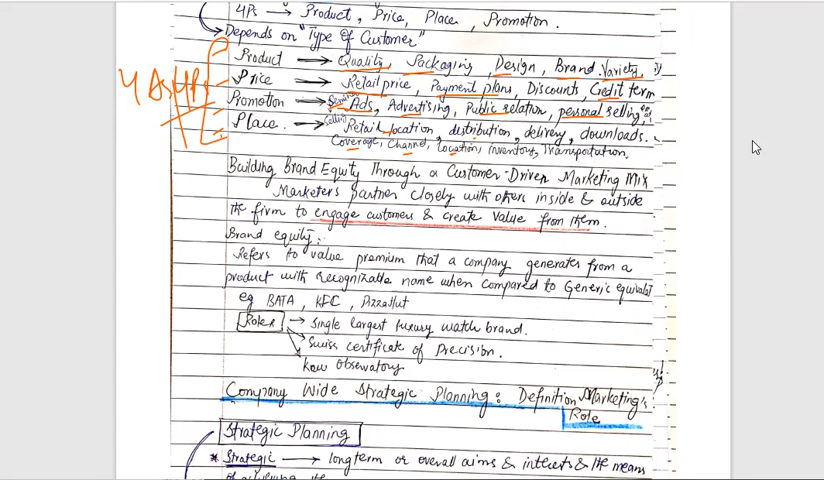 4Ps → Product, Price, Place, Promotion.
Depends on "Type of Customer"
4 As 4Ps
Product → Quality, Packaging, Design, Brand Variety,
Price → Retail price, Payment plans, Discounts, Credit term
Promotion → Ads, Advertising, Public relation, personal selling,
Place. → Retail location, distribution, delivery, downloads.
Coverage, Channel, Location, Inventory, Transportation.
Building Brand Equity Through a Customer-Driven Marketing Mix
Marketers partner closely with others inside & outside
the firm to engage customers & create value from them.
Brand equity:
Refers to value premium that a company generates from a
product with recognizable name when compared to Generic equivalet
eg BATA, KFC, PizzaHut
Rolex → Single largest luxury watch brand.
Swiss certificate of Precision.
Kew Observatory
Company Wide Strategic Planning: Definition Marketing's
Role
Strategic Planning
* Strategic → long term or overall aims & interests & the means